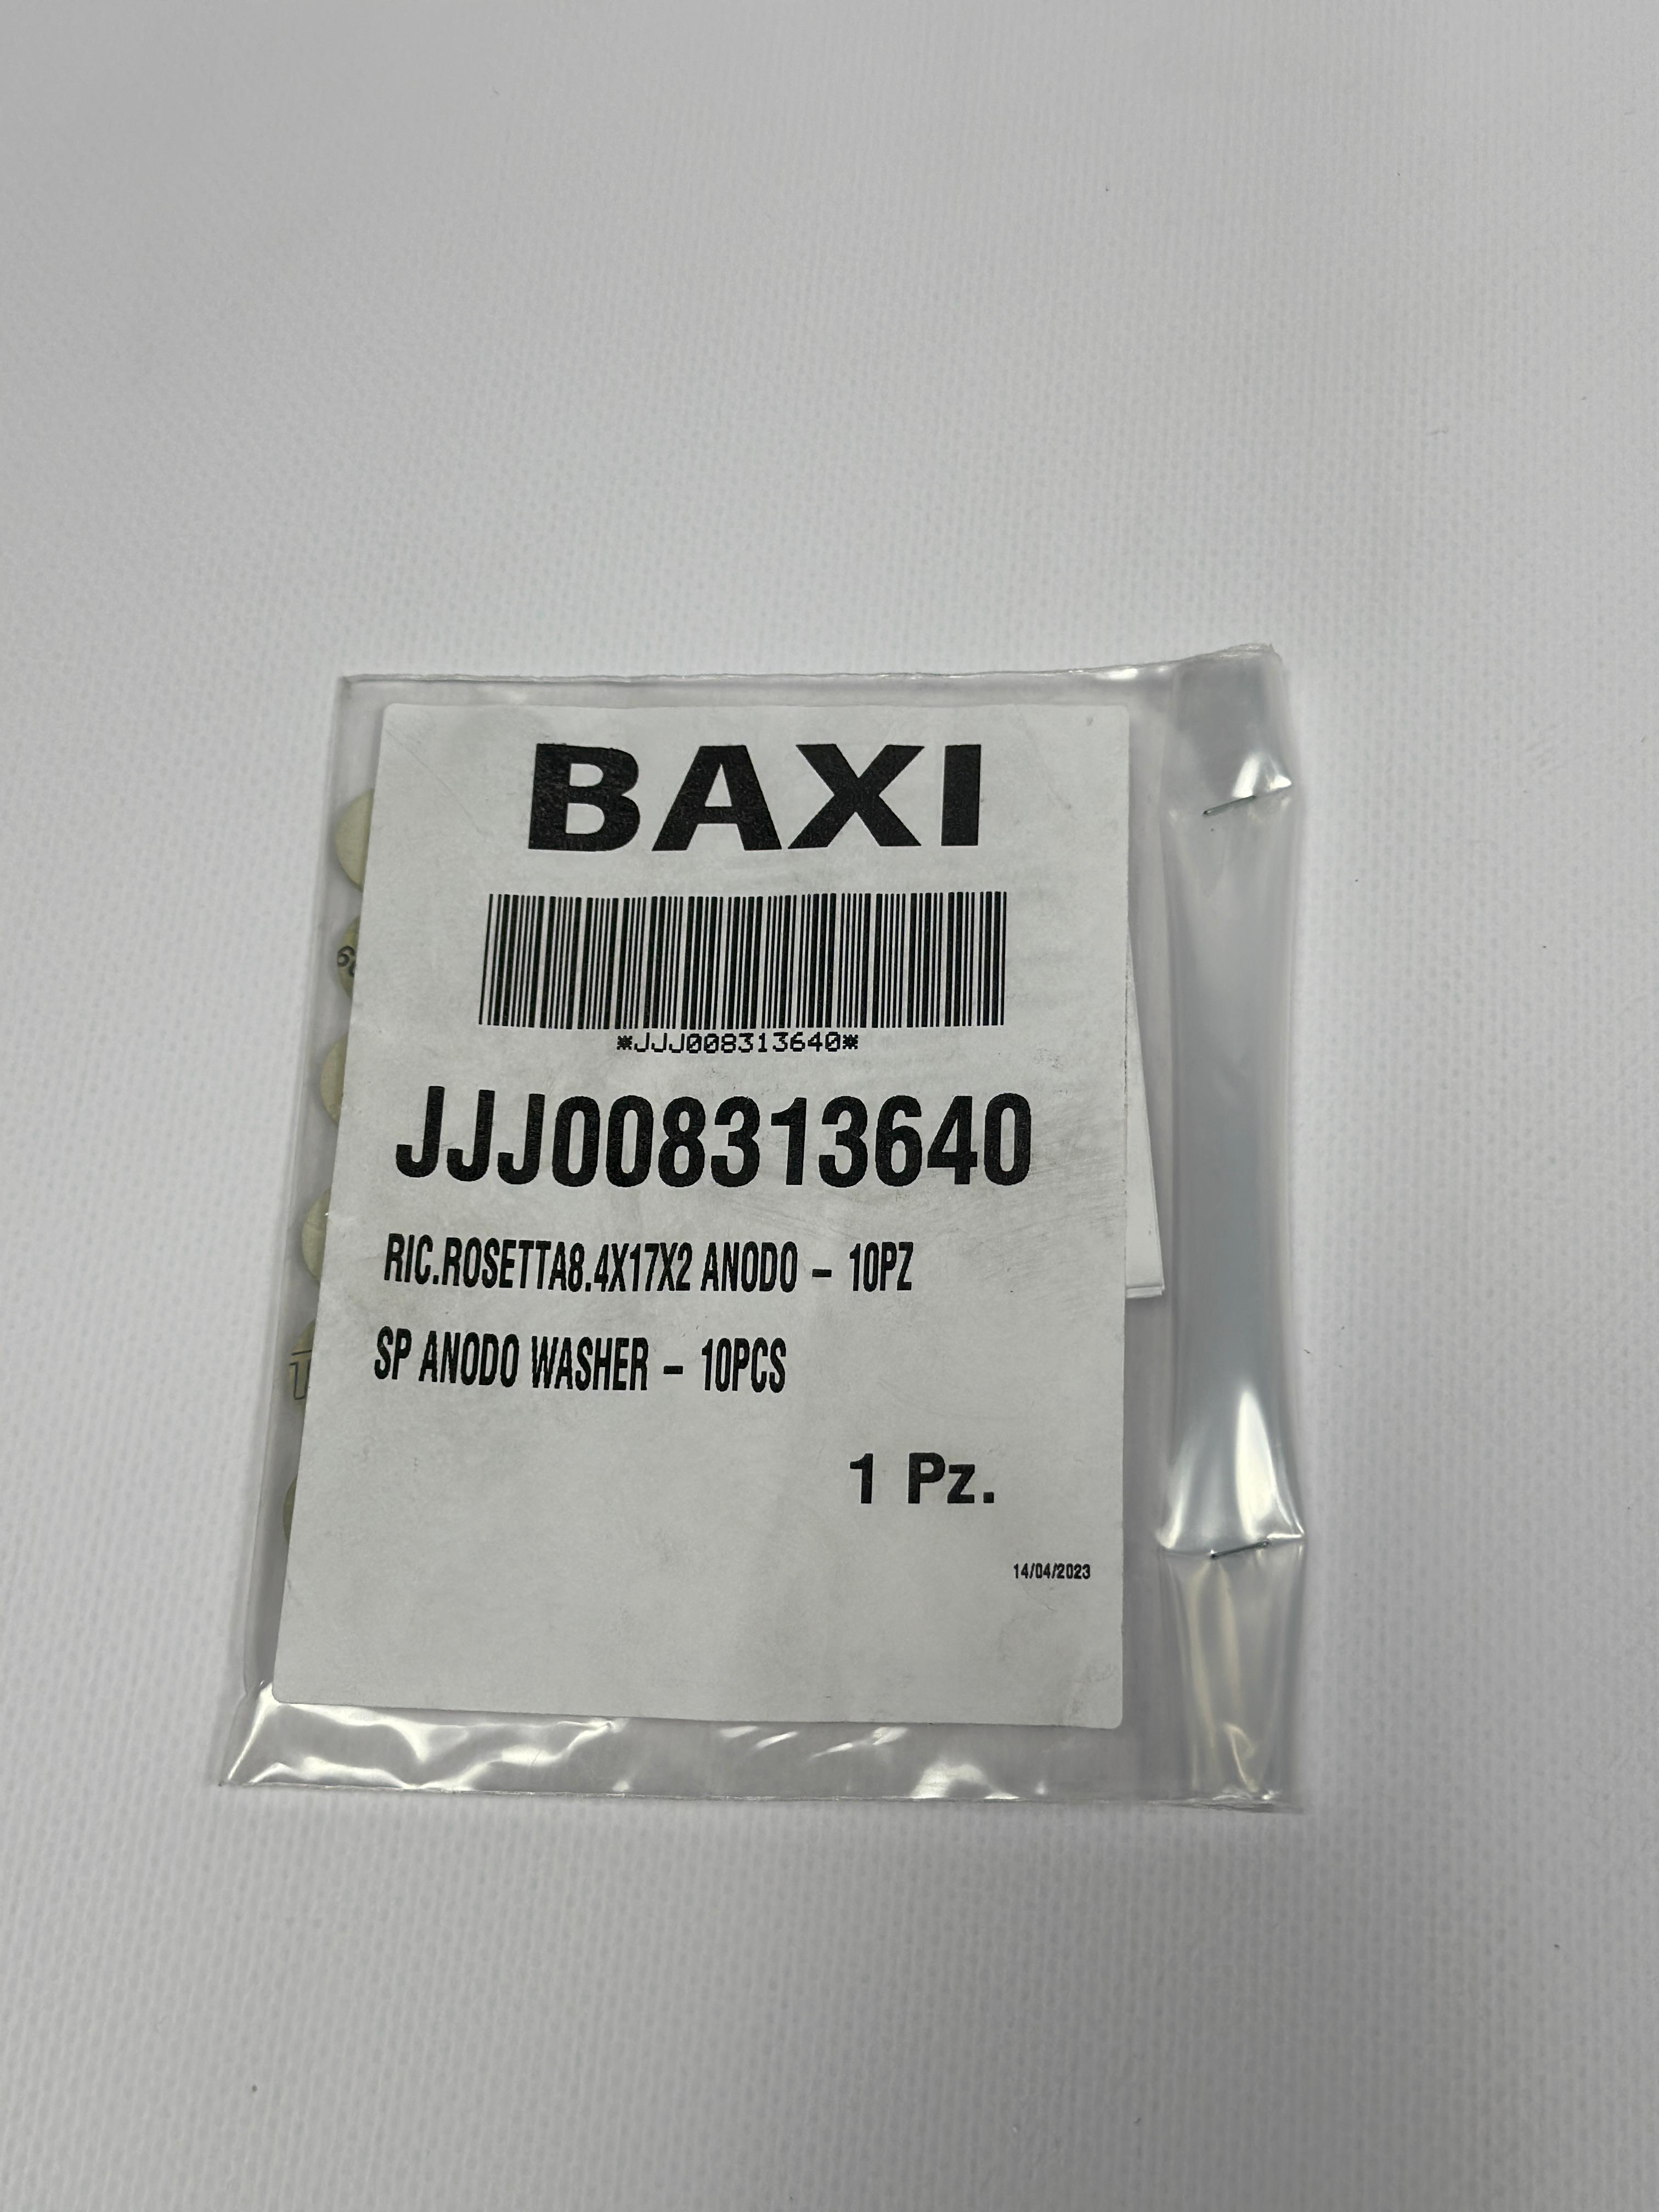 BAXI
*JJJ008313640*
JJJ008313640
RIC.ROSETTA8.4X17X2 ANODO – 10PZ
SP ANODO WASHER – 10PCS
1 Pz.
14/04/2023